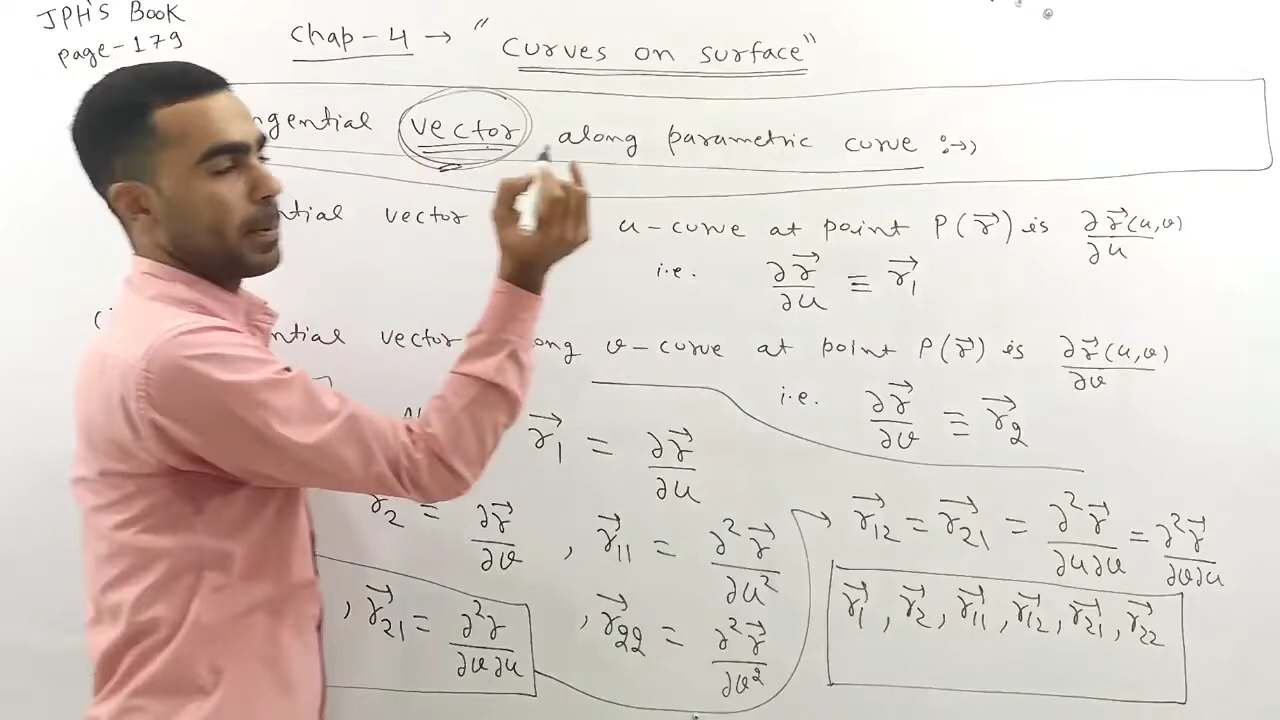 JPH'S Book
page-179
chap-4 → "curves on surface"
ngential vector along parametric curve :→
ntial vector u-curve at point P(r⃗) is ∂r⃗(u,v)/∂u
i.e. ∂r⃗/∂u ≡ r⃗₁
(
ntial vector ong v-curve at point P(r⃗) is ∂r⃗(u,v)/∂v
i.e. ∂r⃗/∂v ≡ r⃗₂
r⃗₁ = ∂r⃗/∂u
r₂ = ∂r⃗/∂v , r⃗₁₁ = ∂²r⃗/∂u²
, r⃗₂₁ = ∂²r/∂v∂u , r⃗₂₂ = ∂²r⃗/∂v²
→ r⃗₁₂ = r⃗₂₁ = ∂²r⃗/∂u∂v = ∂²r⃗/∂v∂u
r⃗₁ , r⃗₂ , r⃗₁₁ , r⃗₁₂ , r⃗₂₁ , r⃗₂₂